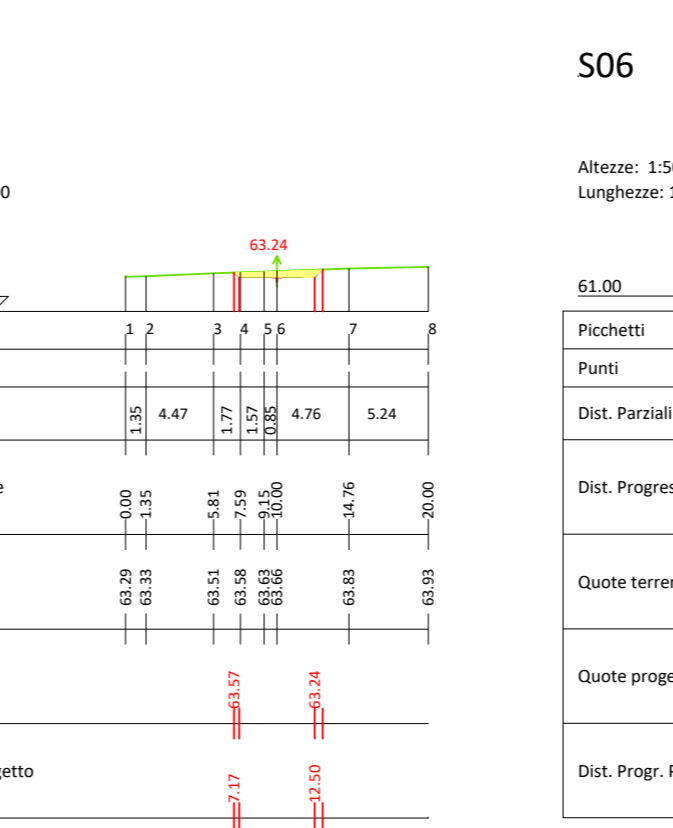 S06
Altezze: 1:5
Lunghezze: 1
0
63.24
61.00
1 2 3 4 5 6 7 8
Picchetti
Punti
1.35 4.47 1.77 1.57 0.85 4.76 5.24
Dist. Parziali
e
0.00 1.35 5.81 7.59 9.15 10.00 14.76 20.00
Dist. Progres
63.29 63.33 63.51 63.58 63.63 63.66 63.83 63.93
Quote terre
63.57 63.24
Quote proge
getto
7.17 12.50
Dist. Progr.